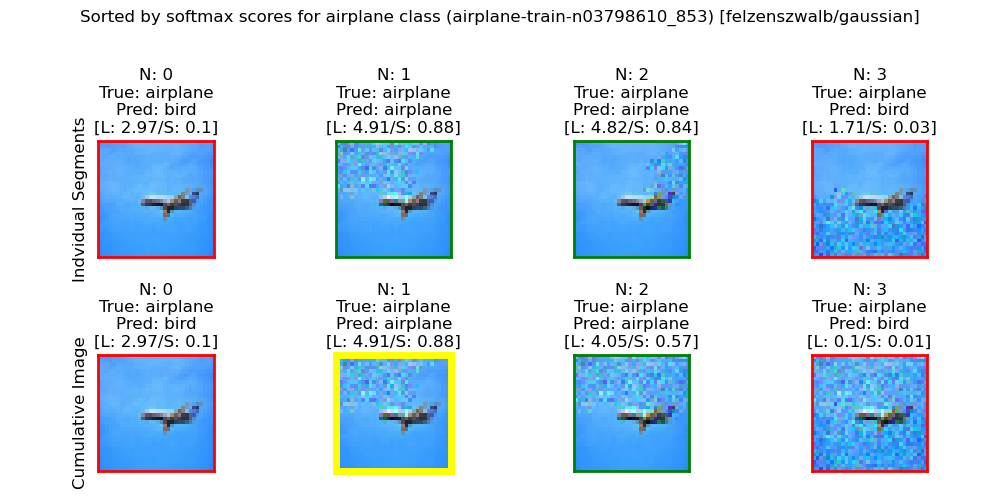 Sorted by softmax scores for airplane class (airplane-train-n03798610_853) [felzenszwalb/gaussian]
Indvidual Segments
N: 0
True: airplane
Pred: bird
[L: 2.97/S: 0.1]
N: 1
True: airplane
Pred: airplane
[L: 4.91/S: 0.88]
N: 2
True: airplane
Pred: airplane
[L: 4.82/S: 0.84]
N: 3
True: airplane
Pred: bird
[L: 1.71/S: 0.03]
Cumulative Image
N: 0
True: airplane
Pred: bird
[L: 2.97/S: 0.1]
N: 1
True: airplane
Pred: airplane
[L: 4.91/S: 0.88]
N: 2
True: airplane
Pred: airplane
[L: 4.05/S: 0.57]
N: 3
True: airplane
Pred: bird
[L: 0.1/S: 0.01]